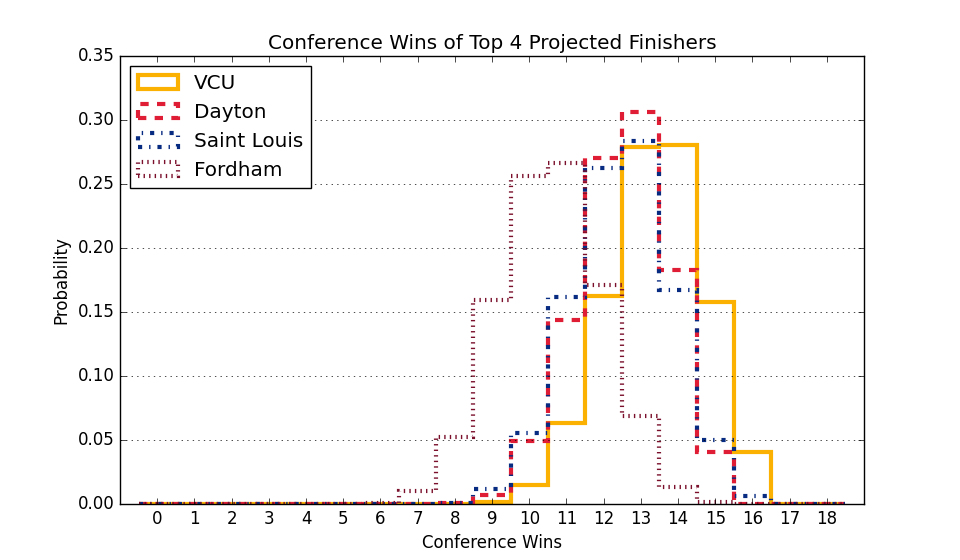 Conference Wins of Top 4 Projected Finishers
0.35
0.30
0.25
0.20
0.15
0.10
0.05
0.00
Probability
VCU
Dayton
Saint Louis
Fordham
0 1 2 3 4 5 6 7 8 9 10 11 12 13 14 15 16 17 18
Conference Wins